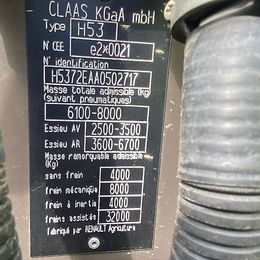 CLAAS KGaA mbH
Type H53
N° CEE e2*0021
N° identification
H5372EAA0502717
Masse totale admissible (Kg)
(suivant pneumatiques)
6100-8000
Essieu AV 2500-3500
Essieu AR 3600-6700
Masse remorquable admissible (Kg)
sans frein 4000
frein mécanique 8000
frein à inertie 4000
freins assistés 32000
Fabriqué par RENAULT Agriculture